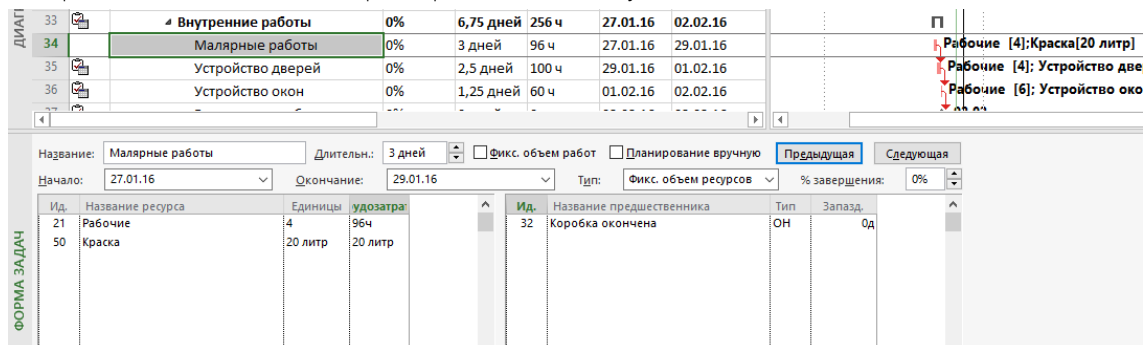 33 Внутренние работы 0% 6,75 дней 256 ч 27.01.16 02.02.16
34 Малярные работы 0% 3 дней 96 ч 27.01.16 29.01.16 Рабочие [4];Краска[20 литр]
35 Устройство дверей 0% 2,5 дней 100 ч 29.01.16 01.02.16 Рабочие [4]; Устройство две
36 Устройство окон 0% 1,25 дней 60 ч 01.02.16 02.02.16 Рабочие [6]; Устройство око
Название: Малярные работы Длительн.: 3 дней Фикс. объем работ Планирование вручную Предыдущая Следующая
Начало: 27.01.16 Окончание: 29.01.16 Тип: Фикс. объем ресурсов % завершения: 0%
Ид. Название ресурса Единицы удозатрат Ид. Название предшественника Тип Запазд.
21 Рабочие 4 96ч 32 Коробка окончена ОН 0д
50 Краска 20 литр 20 литр
ФОРМА ЗАДАЧ
ДИАГ